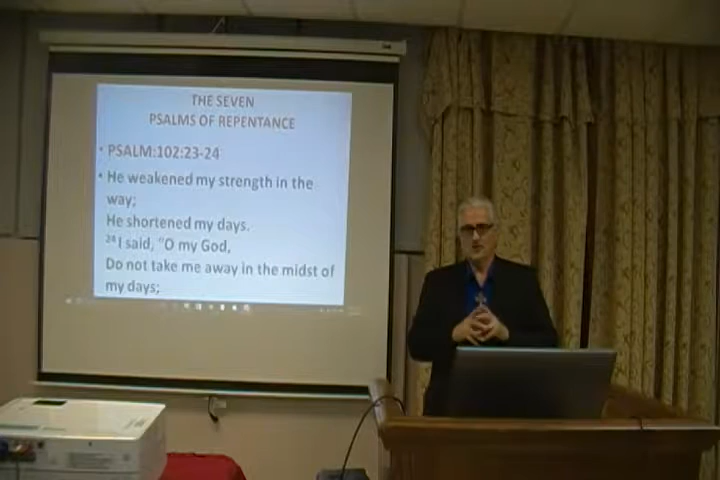 THE SEVEN
PSALMS OF REPENTANCE
• PSALM:102:23-24
• He weakened my strength in the
way;
He shortened my days.
24 I said, "O my God,
Do not take me away in the midst of
my days;